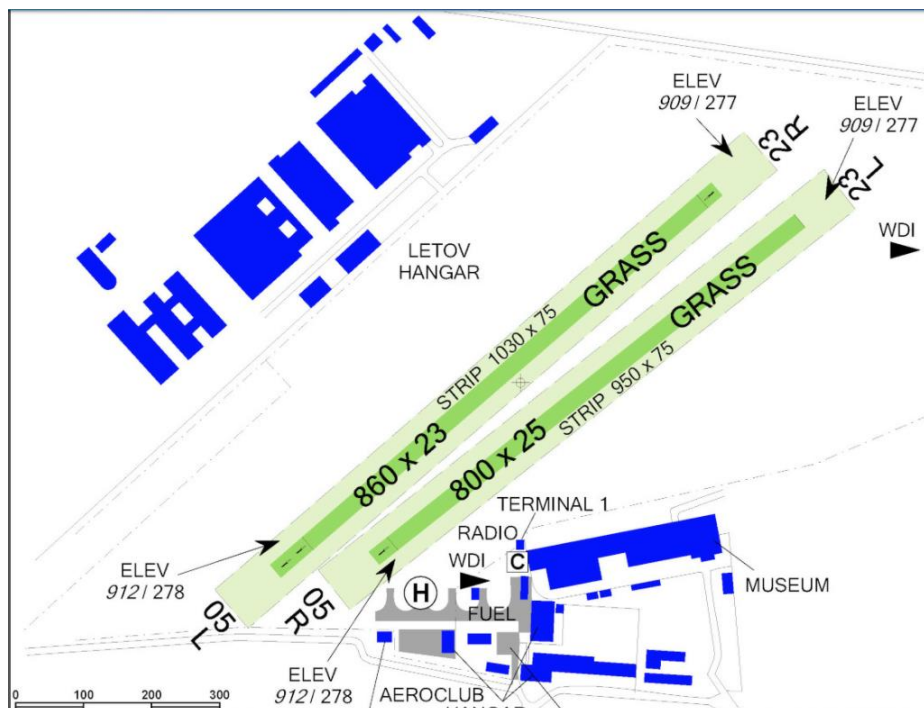 ELEV
909 / 277
ELEV
909 / 277
23
R
23
L
WDI
LETOV
HANGAR
GRASS
GRASS
STRIP 1030 x 75
STRIP 950 x 75
860 x 23
800 x 25
TERMINAL 1
RADIO
WDI
C
ELEV
912 / 278
H
MUSEUM
FUEL
05
L
05
R
ELEV
912 / 278
AEROCLUB
HANGAR
0 100 200 300